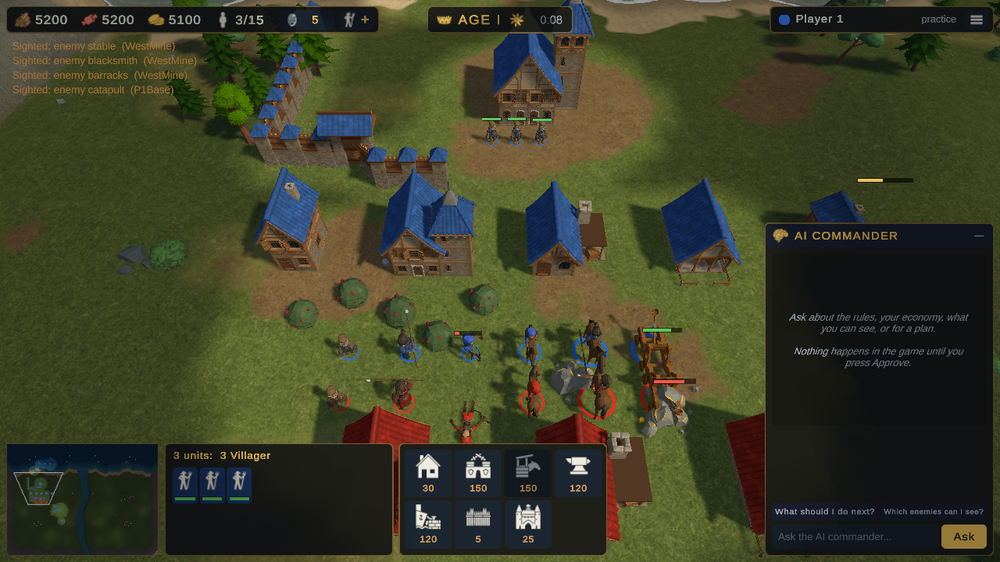 5200 5200 5100 3/15 5 +
AGE I 0:08
Player 1 practice
Sighted: enemy stable (WestMine)
Sighted: enemy blacksmith (WestMine)
Sighted: enemy barracks (WestMine)
Sighted: enemy catapult (P1Base)
AI COMMANDER
Ask about the rules, your economy, what
you can see, or for a plan.
Nothing happens in the game until you
press Approve.
3 units: 3 Villager
30 150 150 120
120 5 25
What should I do next? Which enemies can I see?
Ask the AI commander... Ask